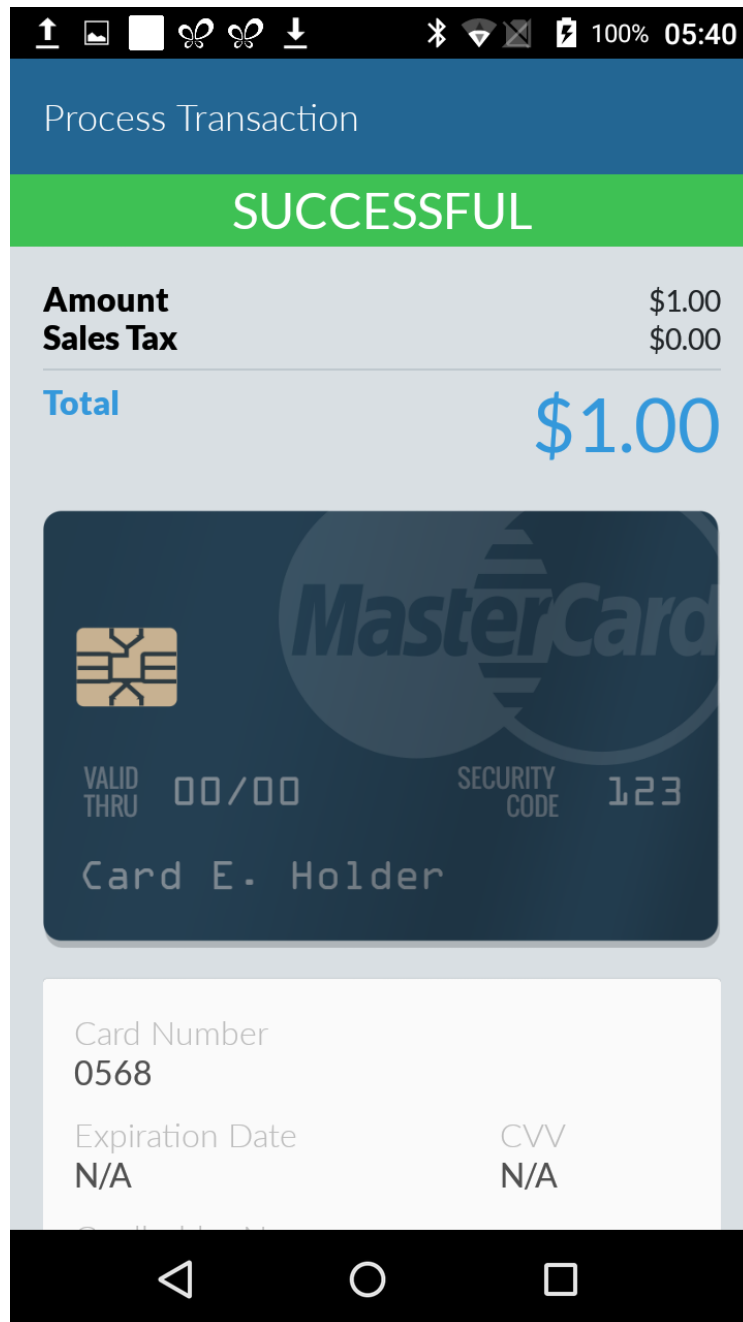 100% 05:40
Process Transaction
SUCCESSFUL
Amount $1.00
Sales Tax $0.00
Total $1.00
MasterCard
VALID THRU 00/00 SECURITY CODE 123
Card E. Holder
Card Number
0568
Expiration Date CVV
N/A N/A